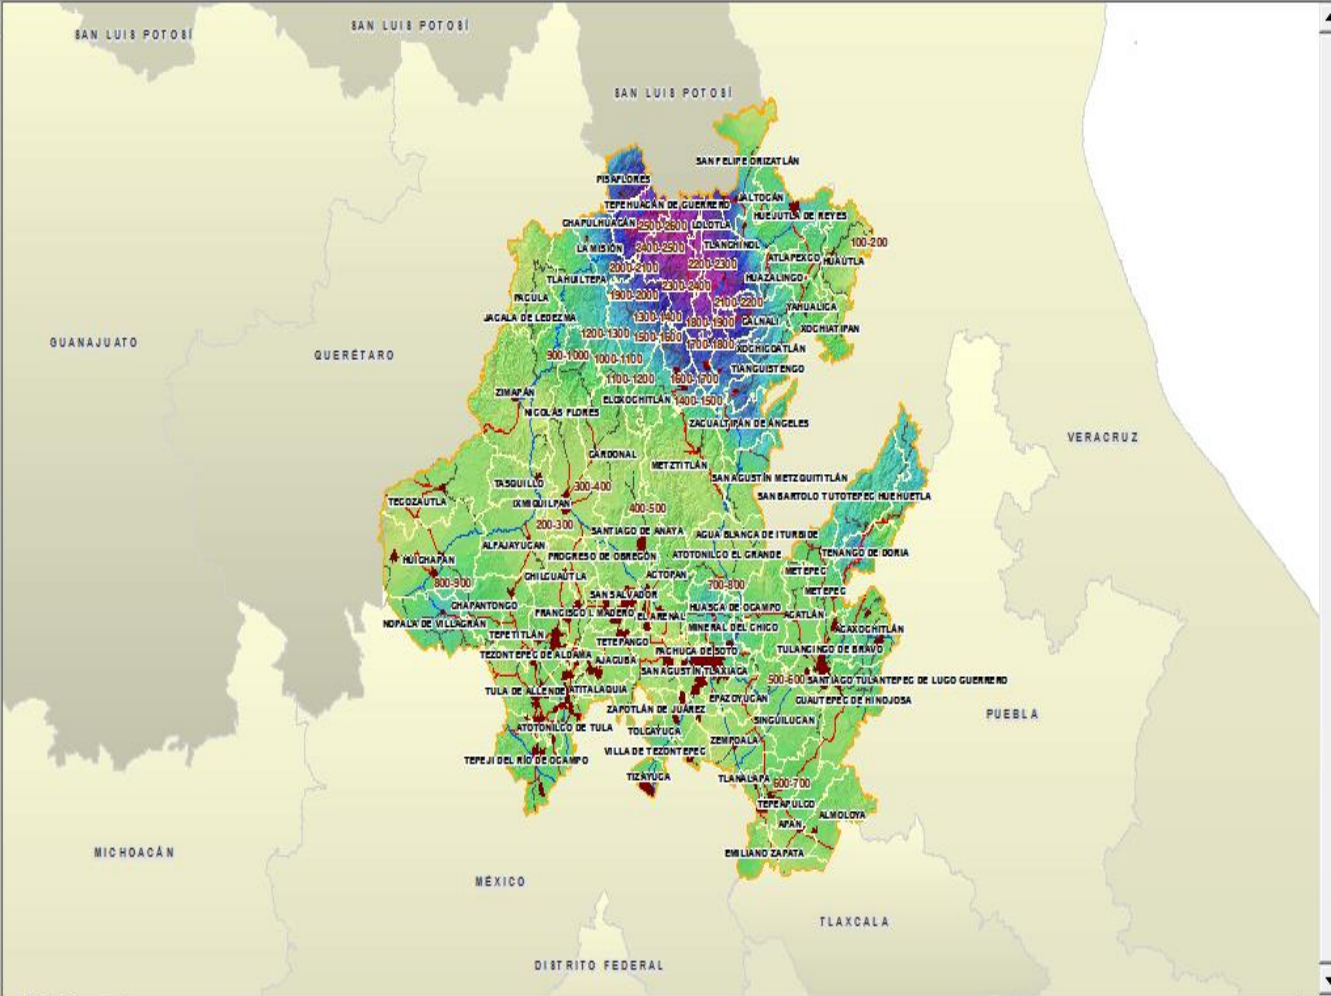 SAN LUIS POTOSÍ
SAN LUIS POTOSÍ
SAN LUIS POTOSÍ
SAN FELIPE ORIZATLÁN
PISAFLORES
JALTOCÁN
TEPEHUACÁN DE GUERRERO
HUEJUTLA DE REYES
CHAPULHUACÁN
2500-2600
LOLOTLA
100-200
LA MISIÓN
2400-2500
TLANCHINOL
ATLAPEXCO
HUAUTLA
2000-2100
2200-2300
TLAHUILTEPA
HUAZALINGO
2300-2400
PACULA
1900-2000
2100-2200
YAHUALICA
JACALA DE LEDEZMA
1300-1400
1800-1900
CALNALI
XOCHIATIPAN
1200-1300
1500-1600
GUANAJUATO
1700-1800
XOCHICOATLÁN
QUERÉTARO
900-1000
1000-1100
TIANGUISTENGO
1100-1200
1600-1700
ZIMAPÁN
ELOXOCHITLÁN
1400-1500
NICOLÁS FLORES
ZACUALTIPÁN DE ÁNGELES
VERACRUZ
CARDONAL
METZTITLÁN
SAN AGUSTÍN METZQUITITLÁN
TASQUILLO
300-400
TECOZAUTLA
IXMIQUILPAN
SAN BARTOLO TUTOTEPEC
HUEHUETLA
400-500
200-300
SANTIAGO DE ANAYA
AGUA BLANCA DE ITURBIDE
ALFAJAYUCAN
PROGRESO DE OBREGÓN
ATOTONILCO EL GRANDE
TENANGO DE DORIA
HUICHAPAN
METEPEC
CHILCUAUTLA
ACTOPAN
800-900
700-800
METEPEC
SAN SALVADOR
CHAPANTONGO
FRANCISCO I. MADERO
HUASCA DE OCAMPO
EL ARENAL
ACATLÁN
NOPALA DE VILLAGRÁN
MINERAL DEL CHICO
ACAXOCHITLÁN
TEPETITLÁN
TETEPANGO
TEZONTEPEC DE ALDAMA
PACHUCA DE SOTO
TULANCINGO DE BRAVO
AJACUBA
SAN AGUSTÍN TLAXIACA
500-600
SANTIAGO TULANTEPEC DE LUGO GUERRERO
TULA DE ALLENDE
ATITALAQUIA
EPAZOYUCAN
CUAUTEPEC DE HINOJOSA
ZAPOTLÁN DE JUÁREZ
SINGUILUCAN
PUEBLA
ATOTONILCO DE TULA
TOLCAYUCA
ZEMPOALA
VILLA DE TEZONTEPEC
TEPEJI DEL RÍO DE OCAMPO
TIZAYUCA
TLANALAPA
600-700
TEPEAPULCO
ALMOLOYA
APAN
MICHOACÁN
EMILIANO ZAPATA
MÉXICO
TLAXCALA
DISTRITO FEDERAL